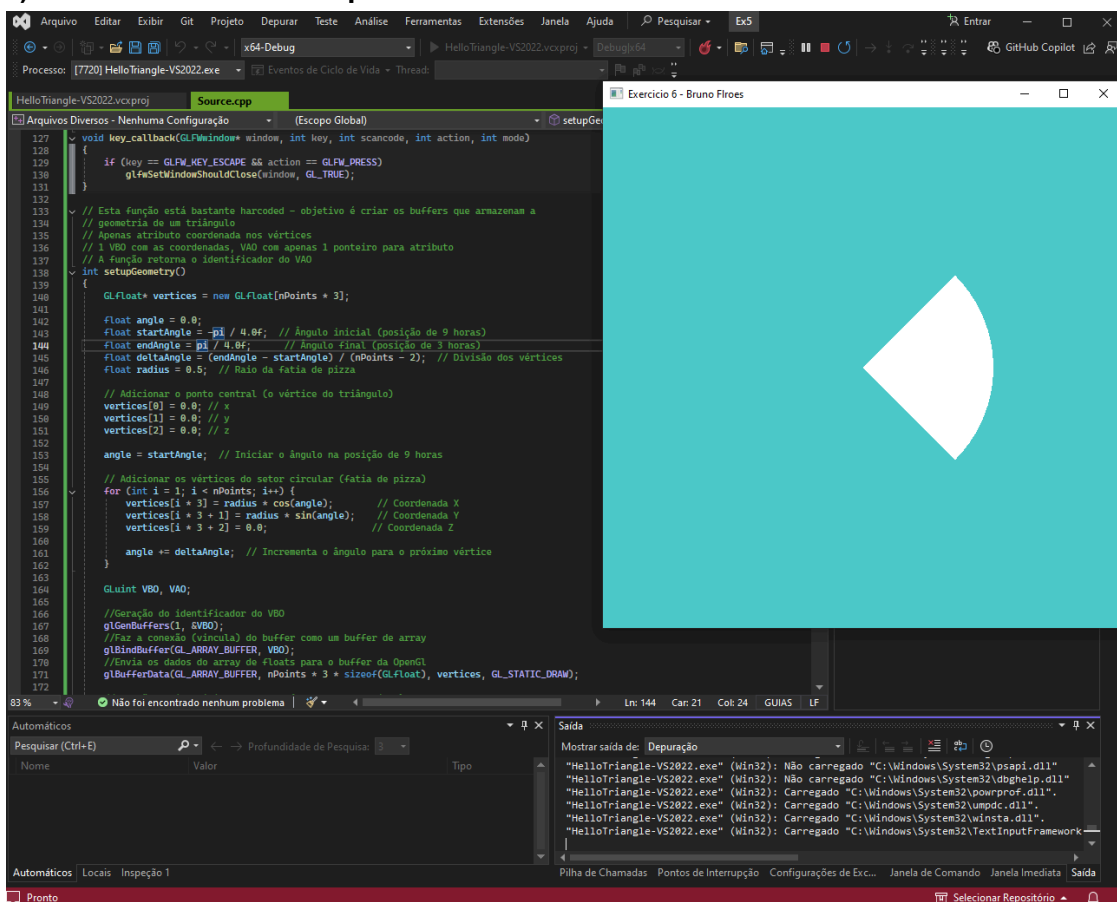 Arquivo Editar Exibir Git Projeto Depurar Teste Análise Ferramentas Extensões Janela Ajuda Pesquisar Ex5 Entrar
x64-Debug HelloTriangle-VS2022.vcxproj Debug|x64 GitHub Copilot
Processo: [7720] HelloTriangle-VS2022.exe Eventos de Ciclo de Vida Thread:
HelloTriangle-VS2022.vcxproj Source.cpp
Exercicio 6 - Bruno Flroes
Arquivos Diversos - Nenhuma Configuração (Escopo Global) setupGeo
127 void key_callback(GLFWwindow* window, int key, int scancode, int action, int mode)
128 {
129 if (key == GLFW_KEY_ESCAPE && action == GLFW_PRESS)
130 glfwSetWindowShouldClose(window, GL_TRUE);
131 }
132
133 // Esta função está bastante harcoded - objetivo é criar os buffers que armazenam a
134 // geometria de um triângulo
135 // Apenas atributo coordenada nos vértices
136 // 1 VBO com as coordenadas, VAO com apenas 1 ponteiro para atributo
137 // A função retorna o identificador do VAO
138 int setupGeometry()
139 {
140 GLfloat* vertices = new GLfloat[nPoints * 3];
141
142 float angle = 0.0;
143 float startAngle = -pi / 4.0f; // Ângulo inicial (posição de 9 horas)
144 float endAngle = pi / 4.0f; // Ângulo final (posição de 3 horas)
145 float deltaAngle = (endAngle - startAngle) / (nPoints - 2); // Divisão dos vértices
146 float radius = 0.5; // Raio da fatia de pizza
147
148 // Adicionar o ponto central (o vértice do triângulo)
149 vertices[0] = 0.0; // x
150 vertices[1] = 0.0; // y
151 vertices[2] = 0.0; // z
152
153 angle = startAngle; // Iniciar o ângulo na posição de 9 horas
154
155 // Adicionar os vértices do setor circular (fatia de pizza)
156 for (int i = 1; i < nPoints; i++) {
157 vertices[i * 3] = radius * cos(angle); // Coordenada X
158 vertices[i * 3 + 1] = radius * sin(angle); // Coordenada Y
159 vertices[i * 3 + 2] = 0.0; // Coordenada Z
160
161 angle += deltaAngle; // Incrementa o ângulo para o próximo vértice
162 }
163
164 GLuint VBO, VAO;
165
166 //Geração do identificador do VBO
167 glGenBuffers(1, &VBO);
168 //Faz a conexão (vincula) do buffer como um buffer de array
169 glBindBuffer(GL_ARRAY_BUFFER, VBO);
170 //Envia os dados do array de floats para o buffer da OpenGl
171 glBufferData(GL_ARRAY_BUFFER, nPoints * 3 * sizeof(GLfloat), vertices, GL_STATIC_DRAW);
172
83 % Não foi encontrado nenhum problema Ln: 144 Car: 21 Col: 24 GUIAS LF
Automáticos
Pesquisar (Ctrl+E) Profundidade de Pesquisa: 3
Nome Valor Tipo
Saída
Mostrar saída de: Depuração
"HelloTriangle-VS2022.exe" (Win32): Não carregado "C:\Windows\System32\psapi.dll"
"HelloTriangle-VS2022.exe" (Win32): Não carregado "C:\Windows\System32\dbghelp.dll"
"HelloTriangle-VS2022.exe" (Win32): Carregado "C:\Windows\System32\powrprof.dll".
"HelloTriangle-VS2022.exe" (Win32): Carregado "C:\Windows\System32\umpdc.dll".
"HelloTriangle-VS2022.exe" (Win32): Carregado "C:\Windows\System32\winsta.dll".
"HelloTriangle-VS2022.exe" (Win32): Carregado "C:\Windows\System32\TextInputFramework
Automáticos Locais Inspeção 1
Pilha de Chamadas Pontos de Interrupção Configurações de Exc... Janela de Comando Janela Imediata Saída
Pronto Selecionar Repositório